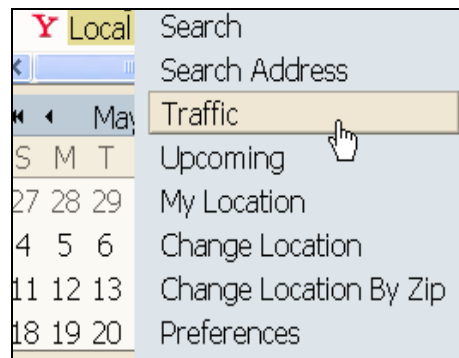 Y Local
Search
Search Address
Traffic
Upcoming
My Location
Change Location
Change Location By Zip
Preferences
May
S M T
27 28 29
4 5 6
11 12 13
18 19 20